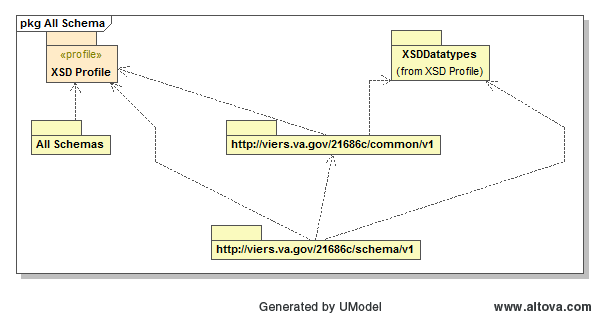 pkg All Schema
«profile»
XSD Profile
XSDDatatypes
(from XSD Profile)
All Schemas
http://viers.va.gov/21686c/common/v1
http://viers.va.gov/21686c/schema/v1
Generated by UModel
www.altova.com